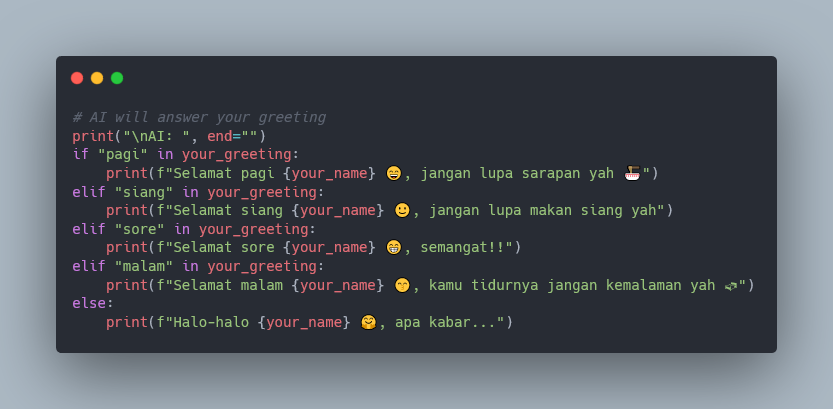 # AI will answer your greeting
print("\nAI: ", end="")
if "pagi" in your_greeting:
    print(f"Selamat pagi {your_name} 😄, jangan lupa sarapan yah 🍜")
elif "siang" in your_greeting:
    print(f"Selamat siang {your_name} 🙂, jangan lupa makan siang yah")
elif "sore" in your_greeting:
    print(f"Selamat sore {your_name} 😁, semangat!!")
elif "malam" in your_greeting:
    print(f"Selamat malam {your_name} 😙, kamu tidurnya jangan kemalaman yah")
else:
    print(f"Halo-halo {your_name} 🤗, apa kabar...")